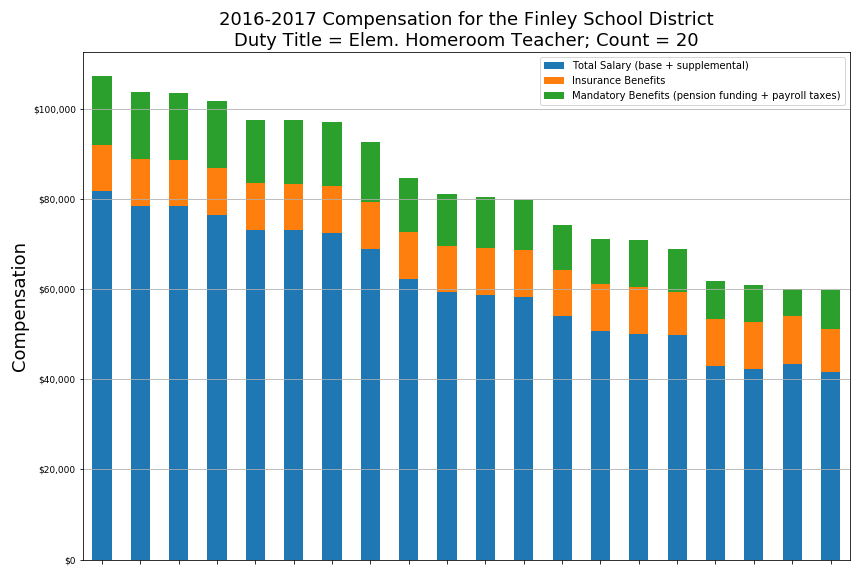 2016-2017 Compensation for the Finley School District
Duty Title = Elem. Homeroom Teacher; Count = 20
Total Salary (base + supplemental)
Insurance Benefits
Mandatory Benefits (pension funding + payroll taxes)
Compensation
$100,000
$80,000
$60,000
$40,000
$20,000
$0